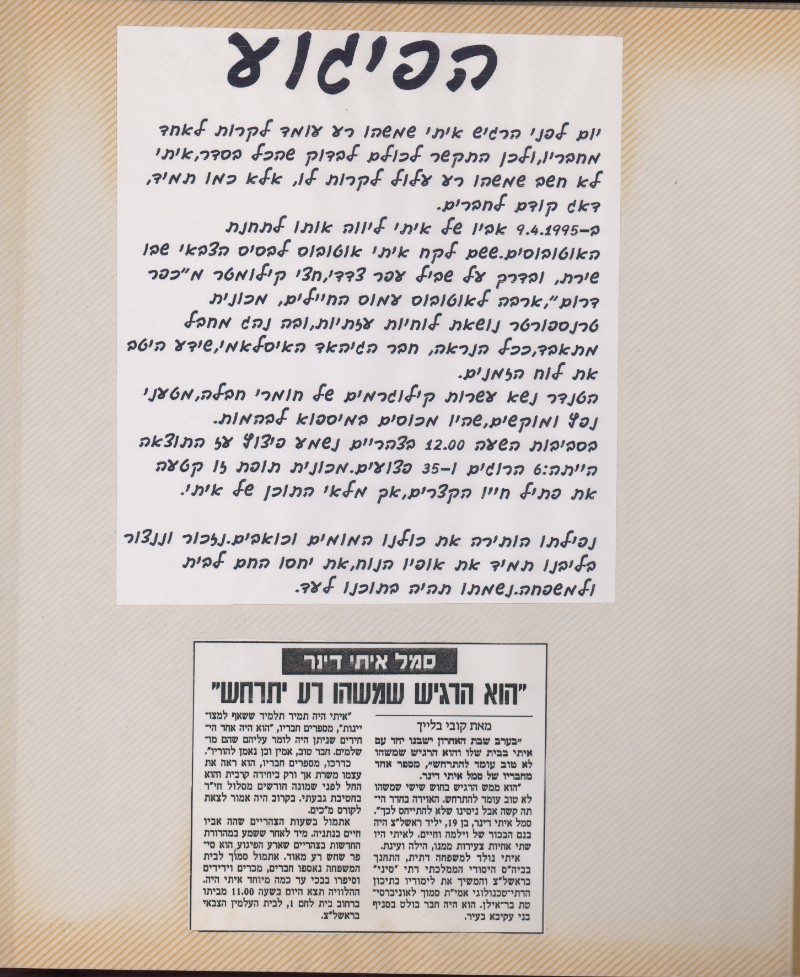 הפיגוע
יום לפני הרגיש איתי שמשהו רע עומד לקרות לאחד
מחבריו,ולכן התקשר לכולם לבדוק שהכל בסדר,איתי
לא חשב שמשהו רע עלול לקרות לו, אלא כמו תמיד,
דאג קודם לחברים.
ב-9.4.1995 אביו של איתי ליווה אותו לתחנת
האוטובוסים.ששם לקח איתי אוטובוס לבסיס הצבאי שבו
שירת, ובדרך על שביל עפר צדדי,חצי קילומטר מ"כפר
דרום",ארבה לאוטובוס עמוס החיילים, מכונית
טרנספורטר נושאת לוחיות עזתיות,ובה נהג מחבל
מתאבד,ככל הנראה, חבר הגיהאד האיסלאמי,שידע היטב
את לוח הזמנים.
הטנדר נשא עשרות קילוגרמים של חומרי חבלה,מטעני
נפץ ומוקשים,שהיו מכוסים במיספוא לבהמות.
בסביבות השעה 12.00 בצהריים נשמע פיצוץ עז התוצאה
הייתה:6 הרוגים ו-35 פצועים.מכונית תופת זו קטעה
את פתיל חייו הקצרים,אך מלאי התוכן של איתי.
נפילתו הותירה את כולנו המומים וכואבים.נזכור וננצור
בליבנו תמיד את אופיו הנוח,את יחסו החם לבית
ולמשפחה.נשמתו תהיה בתוכנו לעד.
סמל איתי דינר
"הוא הרגיש שמשהו רע יתרחש"
מאת קובי בלייך
"בערב שבת האחרון ישבנו יחד עם
איתי בבית שלו והוא הרגיש שמשהו
לא טוב עומד להתרחש", מספר אחד
מחבריו של סמל איתי דינר.
"הוא ממש הרגיש בחוש שישי שמשהו
לא טוב עומד להתרחש. האוירה בחדר הי־
תה קשה אבל ניסינו שלא להתייחס לכך".
סמל איתי דינר, בן 19, יליד ראשל"צ היה
בנם הבכור של וילמה וחיים. לאיתי היו
שתי אחיות צעירות ממנו, הילה ועינת.
איתי נולד למשפחה דתית, התחנך
בביה"ס היסודי הממלכתי דתי "סיני"
בראשל"צ והמשיך את לימודיו בתיכון
הדתי־טכנולוגי אמי"ת סמוך לאוניברסי־
טת בר־אילן. הוא היה חבר בולט בסניף
בני עקיבא בעיר.
"איתי היה תמיד תלמיד ששאף למצו־
יינות", מספרים חבריו, "הוא היה אחד הי־
חידים שניתן היה לומר עליהם שהם מו־
שלמים. חבר טוב, אמין ובן נאמן להוריו".
כדרכו, מספרים חבריו, הוא ראה את
עצמו משרת אך ורק ביחידה קרבית והוא
החל לפני שמונה חודשים מסלול חי"ר
בחטיבת גבעתי. בקרוב היה אמור לצאת
לקורס מ"כים.
אתמול בשעות הצהריים שהה אביו
חיים בנתניה. מיד לאחר ששמע במהדורת
החדשות בצהריים שארע הפיגוע, הוא סי־
פר שחש רע מאוד. אתמול סמוך לבית
המשפחה נאספו חברים, מכרים וידידים
וסיפרו בבכי עד כמה מיוחד איתי היה.
ההלוויה תצא היום בשעה 11.00 מביתו
ברחוב בית לחם 1, לבית העלמין הצבאי
בראשל"צ.